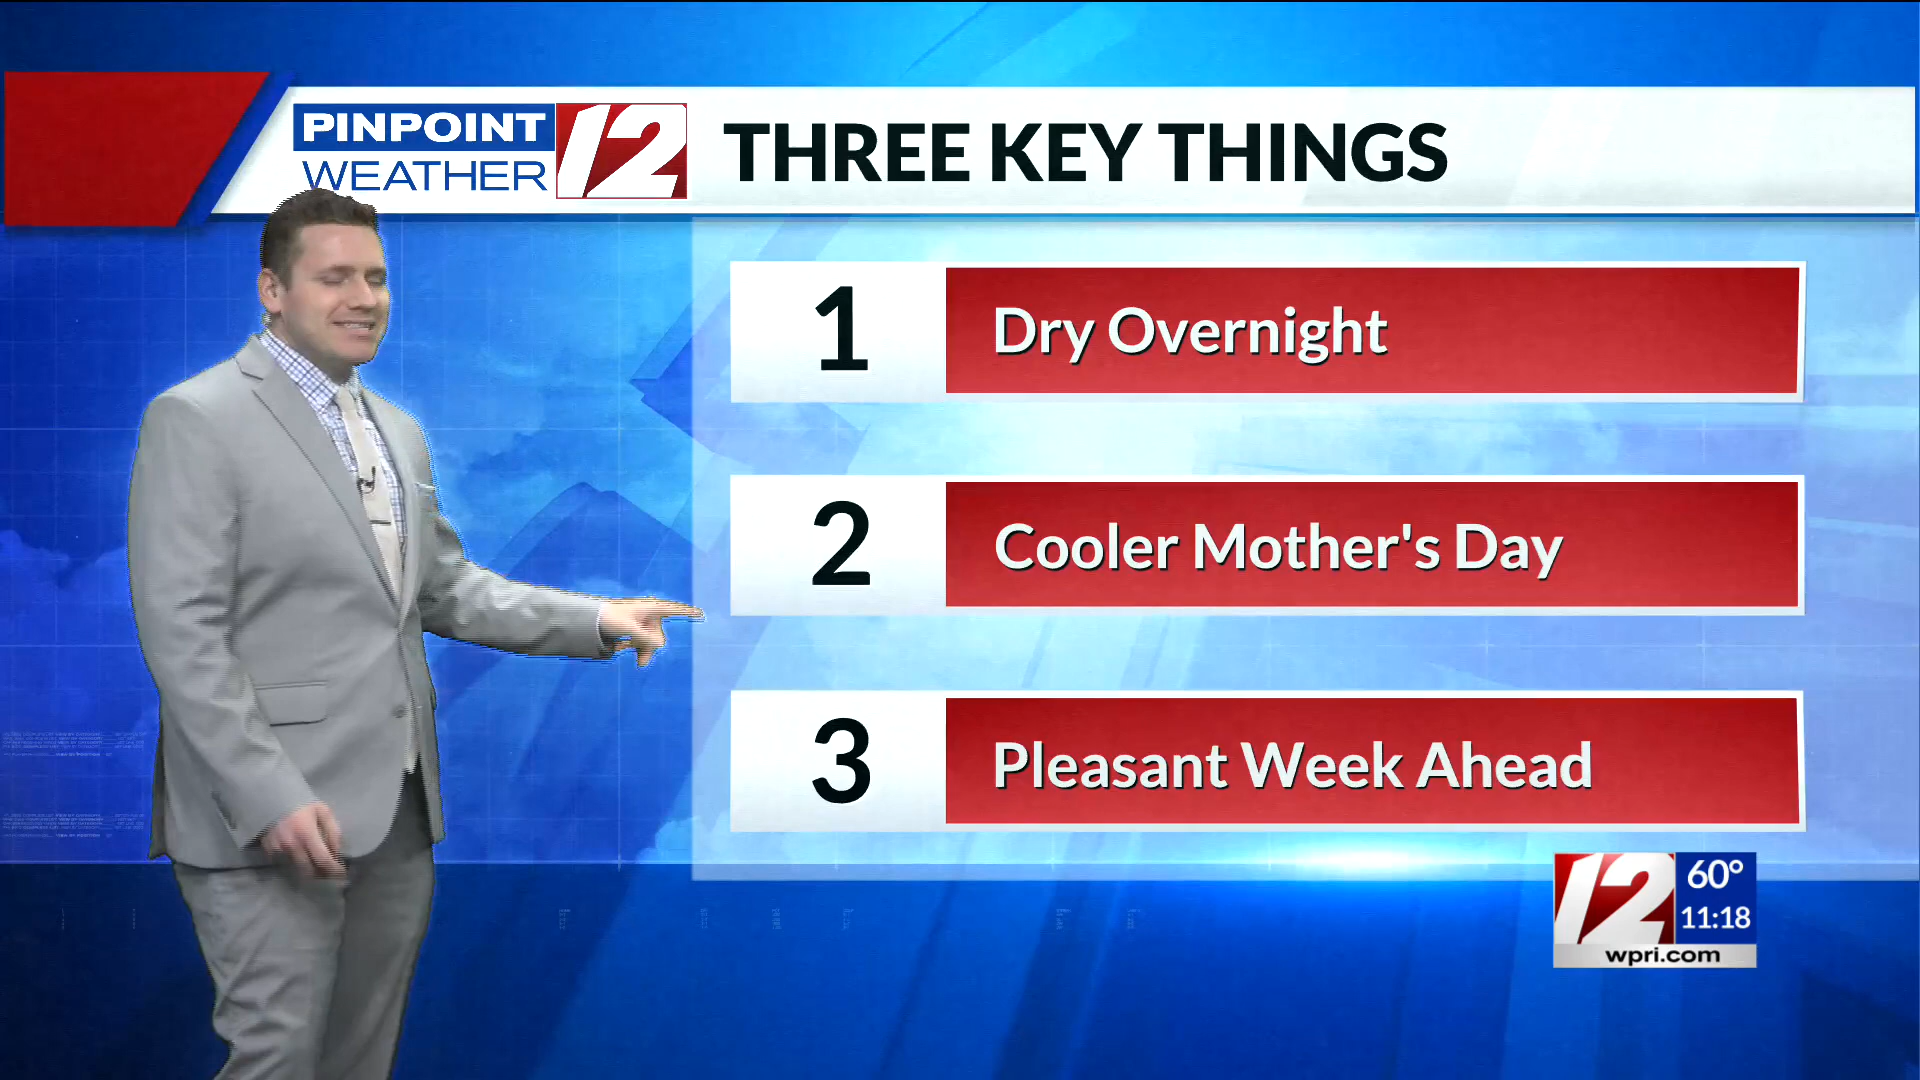 PINPOINT
WEATHER
12
THREE KEY THINGS
1
Dry Overnight
2
Cooler Mother's Day
3
Pleasant Week Ahead
12
60°
11:18
wpri.com